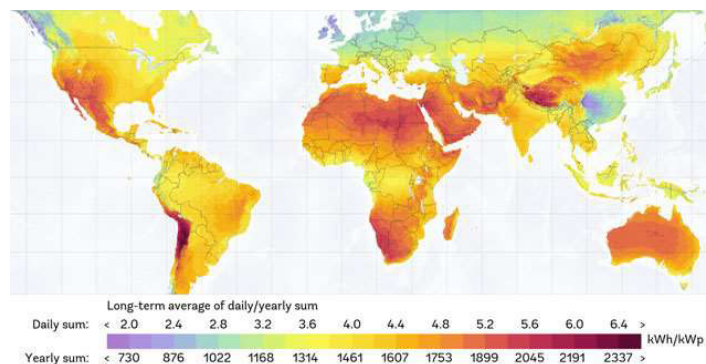 Long-term average of daily/yearly sum
Daily sum: < 2.0 2.4 2.8 3.2 3.6 4.0 4.4 4.8 5.2 5.6 6.0 6.4 >
kWh/kWp
Yearly sum: < 730 876 1022 1168 1314 1461 1607 1753 1899 2045 2191 2337 >